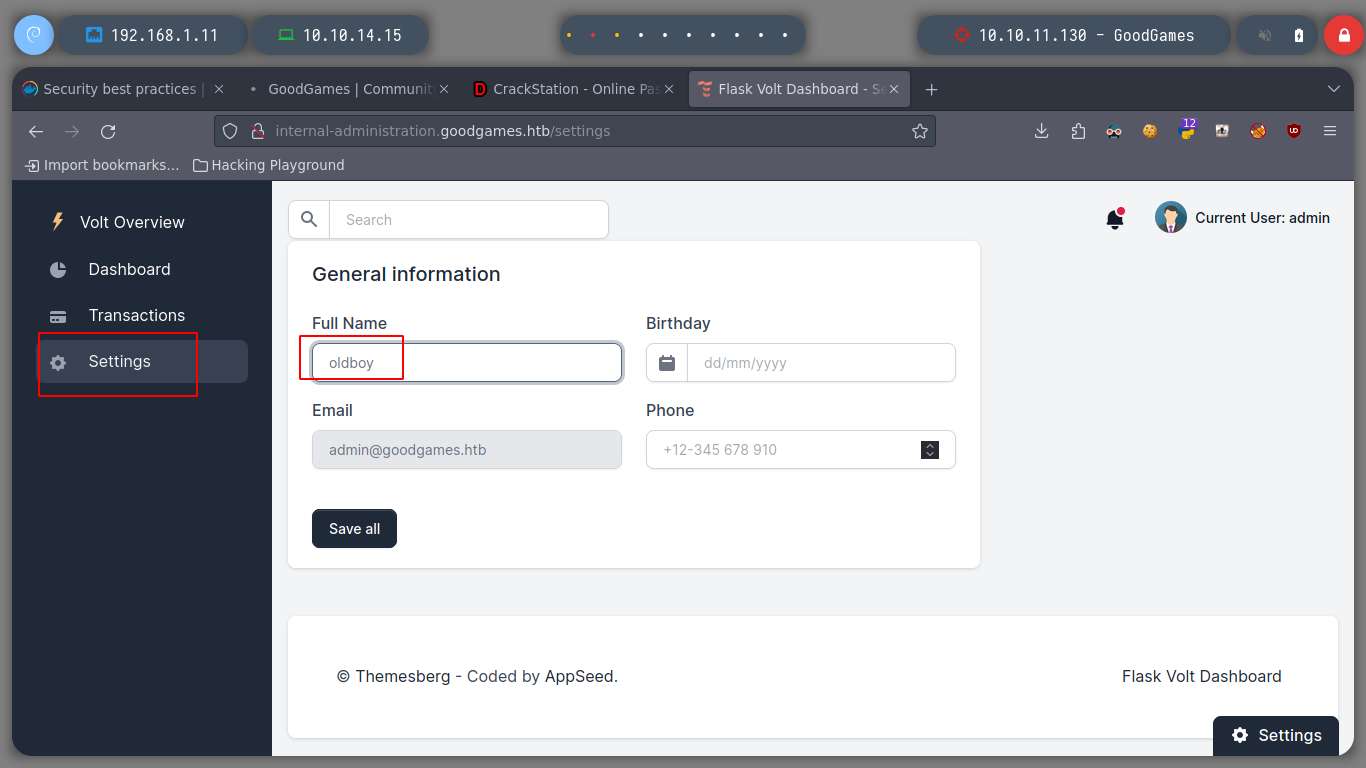 192.168.1.11
10.10.14.15
10.10.11.130 - GoodGames
Security best practices |
GoodGames | Communit
CrackStation - Online Pas
Flask Volt Dashboard - Se
internal-administration.goodgames.htb/settings
12
Import bookmarks...
Hacking Playground
Volt Overview
Dashboard
Transactions
Settings
Search
Current User: admin
General information
Full Name
Birthday
oldboy
dd/mm/yyyy
Email
Phone
admin@goodgames.htb
+12-345 678 910
Save all
© Themesberg - Coded by AppSeed.
Flask Volt Dashboard
Settings